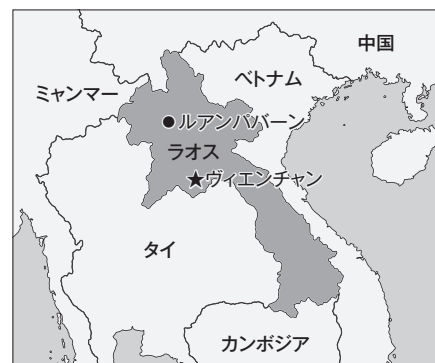 中国
ベトナム
ミャンマー
●ルアンパバーン
ラオス
★ヴィエンチャン
タイ
カンボジア